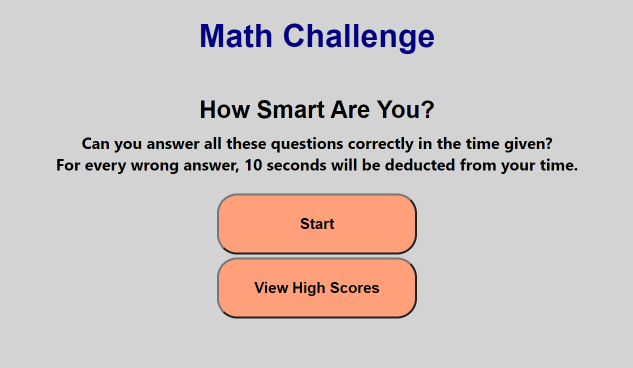 Math Challenge
How Smart Are You?
Can you answer all these questions correctly in the time given?
For every wrong answer, 10 seconds will be deducted from your time.
Start
View High Scores